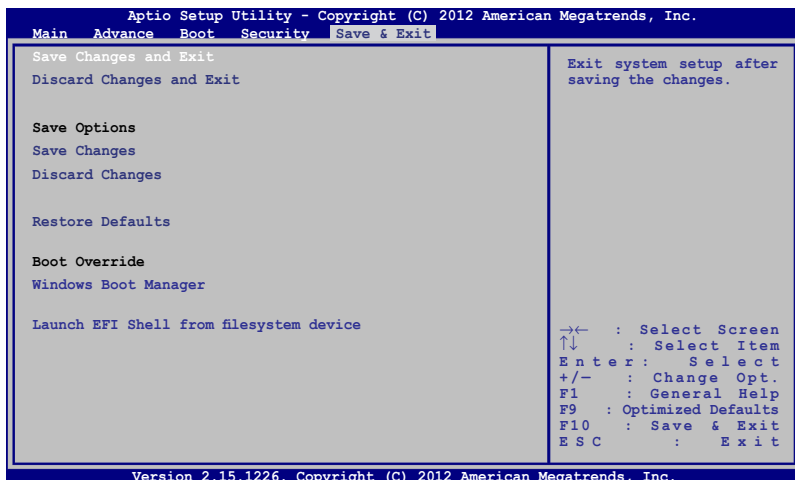 Aptio Setup Utility - Copyright (C) 2012 American Megatrends, Inc.
Main Advance Boot Security Save & Exit
Save Changes and Exit
Discard Changes and Exit
Save Options
Save Changes
Discard Changes
Restore Defaults
Boot Override
Windows Boot Manager
Launch EFI Shell from filesystem device
Exit system setup after
saving the changes.
→← : Select Screen
↑↓ : Select Item
Enter: Select
+/— : Change Opt.
F1 : General Help
F9 : Optimized Defaults
F10 : Save & Exit
ESC : Exit
Version 2.15.1226. Copyright (C) 2012 American Megatrends, Inc.